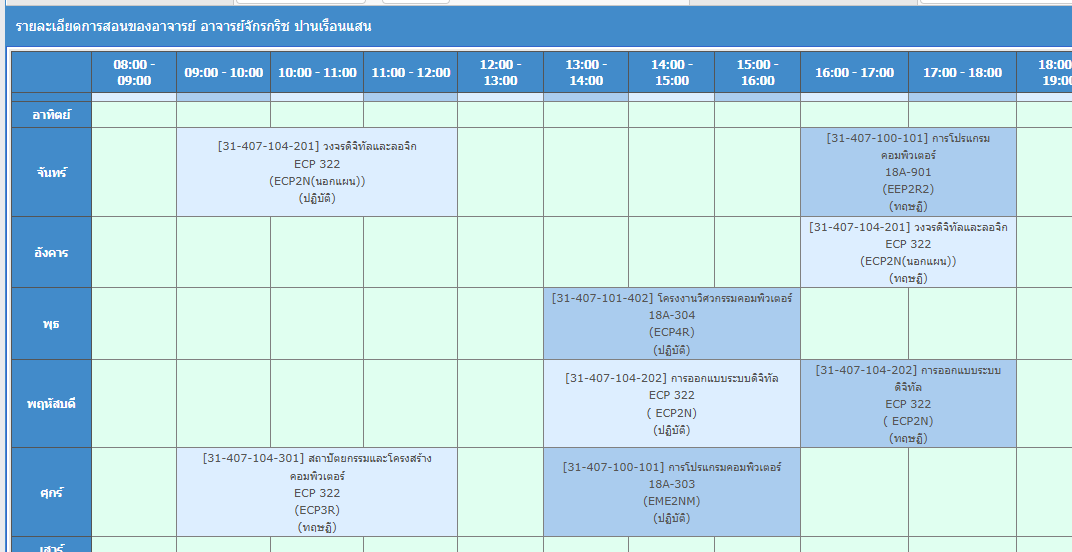 รายละเอียดการสอนของอาจารย์ อาจารย์จักรกริช ปานเรือนแสน
08:00 -
09:00
09:00 - 10:00
10:00 - 11:00
11:00 - 12:00
12:00 -
13:00
13:00 -
14:00
14:00 -
15:00
15:00 -
16:00
16:00 - 17:00
17:00 - 18:00
18:00
19:00
อาทิตย์
จันทร์
[31-407-104-201] วงจรดิจิทัลและลอจิก
ECP 322
(ECP2N(นอกแผน))
(ปฏิบัติ)
[31-407-100-101] การโปรแกรม
คอมพิวเตอร์
18A-901
(EEP2R2)
(ทฤษฏี)
อังคาร
[31-407-104-201] วงจรดิจิทัลและลอจิก
ECP 322
(ECP2N(นอกแผน))
(ทฤษฏี)
พุธ
[31-407-101-402] โครงงานวิศวกรรมคอมพิวเตอร์
18A-304
(ECP4R)
(ปฏิบัติ)
พฤหัสบดี
[31-407-104-202] การออกแบบระบบดิจิทัล
ECP 322
( ECP2N)
(ปฏิบัติ)
[31-407-104-202] การออกแบบระบบ
ดิจิทัล
ECP 322
( ECP2N)
(ทฤษฏี)
ศุกร์
[31-407-104-301] สถาปัตยกรรมและโครงสร้าง
คอมพิวเตอร์
ECP 322
(ECP3R)
(ทฤษฏี)
[31-407-100-101] การโปรแกรมคอมพิวเตอร์
18A-303
(EME2NM)
(ปฏิบัติ)
เสาร์